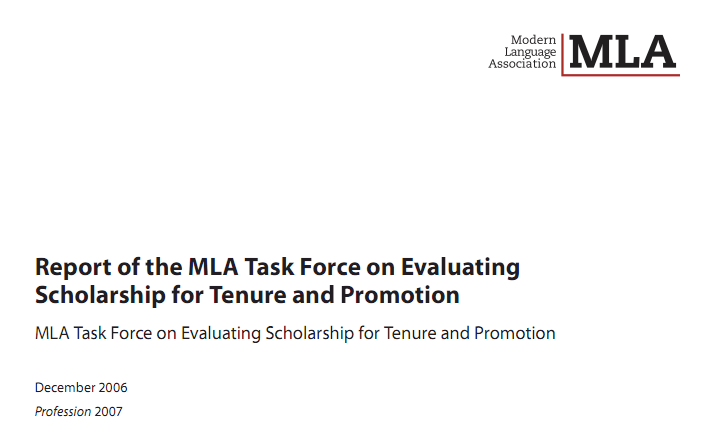 Modern
Language
Association
MLA
Report of the MLA Task Force on Evaluating
Scholarship for Tenure and Promotion
MLA Task Force on Evaluating Scholarship for Tenure and Promotion
December 2006
Profession 2007